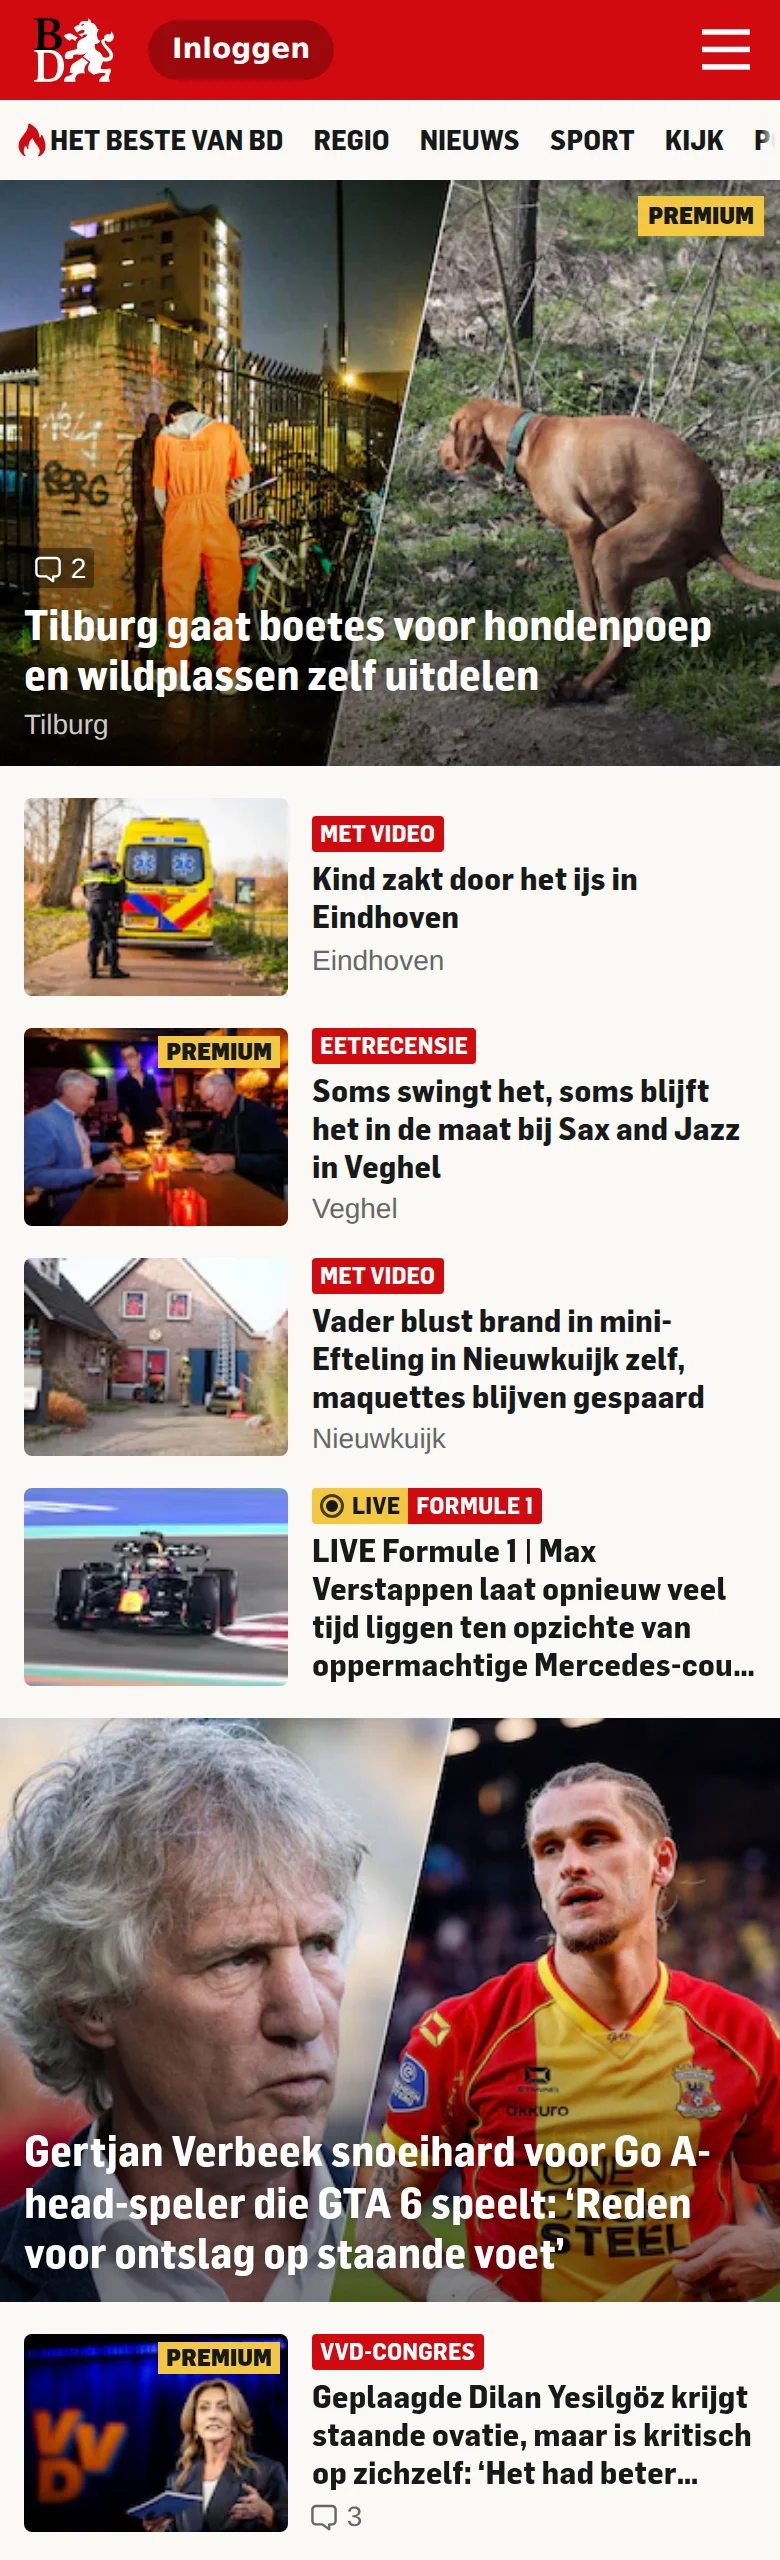 BD
Inloggen
HET BESTE VAN BD REGIO NIEUWS SPORT KIJK
PREMIUM
2
Tilburg gaat boetes voor hondenpoep
en wildplassen zelf uitdelen
Tilburg
MET VIDEO
Kind zakt door het ijs in
Eindhoven
Eindhoven
PREMIUM
EETRECENSIE
Soms swingt het, soms blijft
het in de maat bij Sax and Jazz
in Veghel
Veghel
MET VIDEO
Vader blust brand in mini-
Efteling in Nieuwkuijk zelf,
maquettes blijven gespaard
Nieuwkuijk
LIVE FORMULE 1
LIVE Formule 1 | Max
Verstappen laat opnieuw veel
tijd liggen ten opzichte van
oppermachtige Mercedes-cou...
STEEL
Gertjan Verbeek snoeihard voor Go A-
head-speler die GTA 6 speelt: ‘Reden
voor ontslag op staande voet’
PREMIUM
VVD
VVD-CONGRES
Geplaagde Dilan Yesilgöz krijgt
staande ovatie, maar is kritisch
op zichzelf: ‘Het had beter...
3